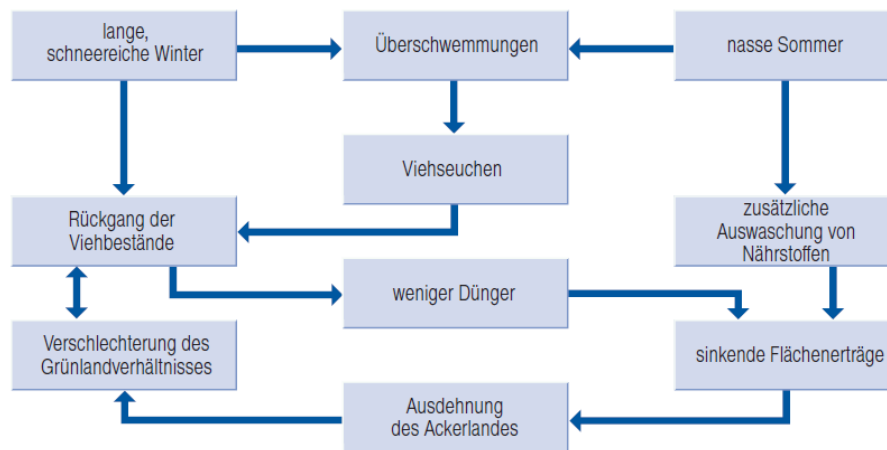 lange,
schneereiche Winter
Überschwemmungen
nasse Sommer
Viehseuchen
Rückgang der
Viehbestände
zusätzliche
Auswaschung von
Nährstoffen
weniger Dünger
Verschlechterung des
Grünlandverhältnisses
sinkende Flächenerträge
Ausdehnung
des Ackerlandes